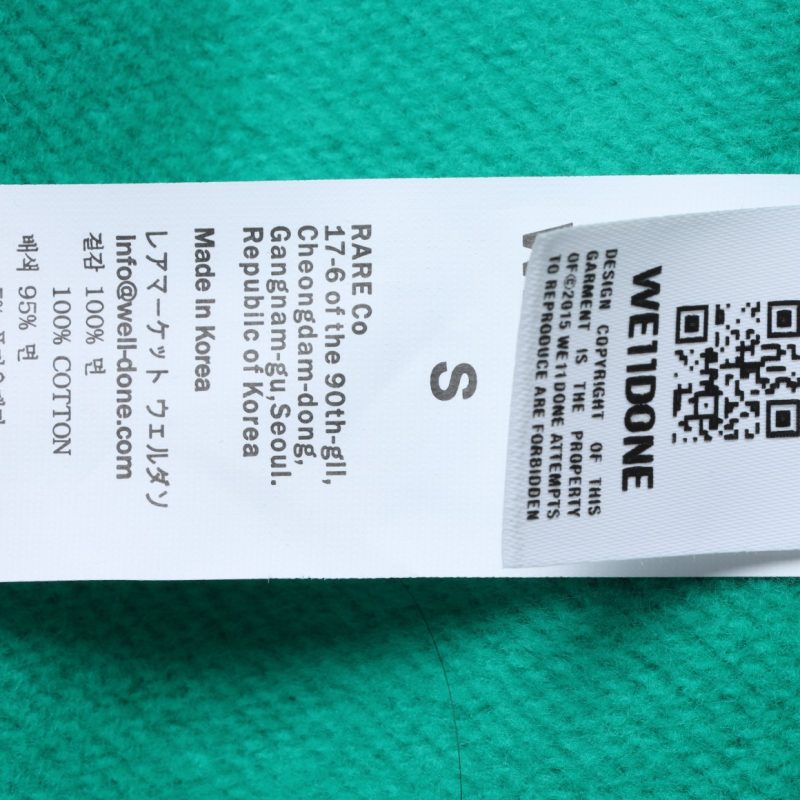 WE11DONE
DESIGN COPYRIGHT OF THIS
GARMENT IS THE PROPERTY
OF©2015 WE11DONE ATTEMPTS
TO REPRODUCE ARE FORBIDDEN
S
RARE Co
17-6 of the 90th-gil,
Cheongdam-dong,
Gangnam-gu,Seoul.
Republic of Korea
Made In Korea
レアマーケット ウェルダン
Info@well-done.com
겉감 100% 면
100% COTTON
배색 95% 면